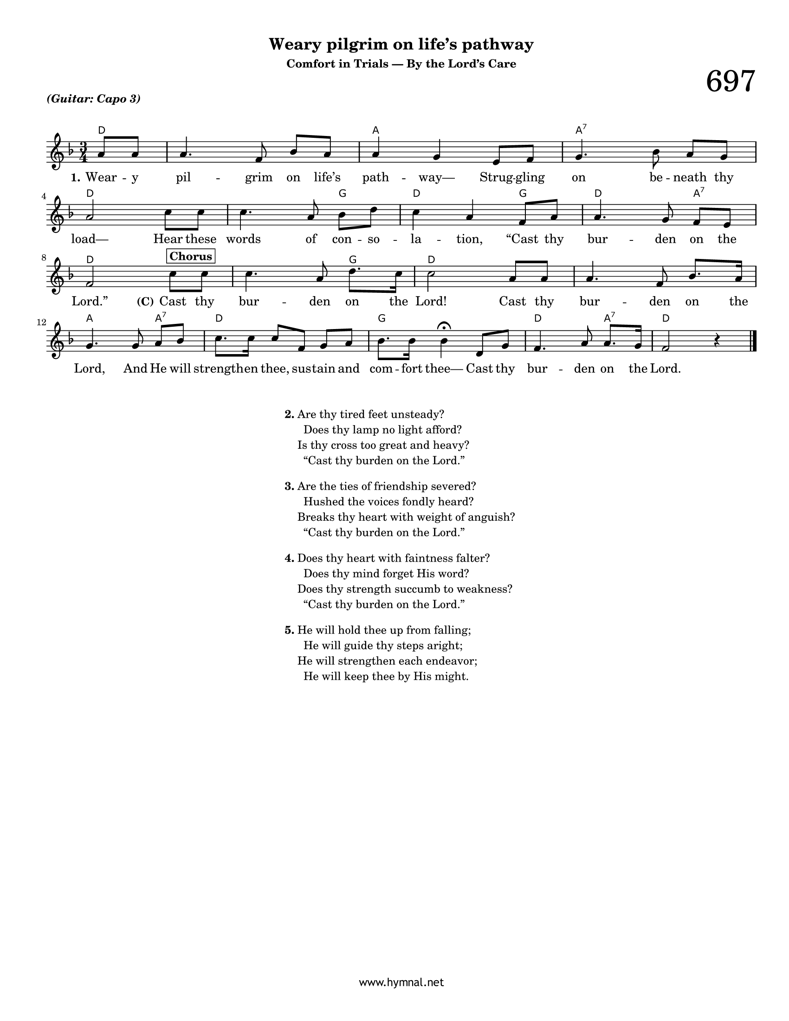 Weary pilgrim on life's pathway
Comfort in Trials — By the Lord's Care
697
(Guitar: Capo 3)
D A A7
1. Wear - y pil - grim on life's path - way— Strug-gling on be - neath thy
4 D G D G D A7
load— Hear these words of con - so - la - tion, “Cast thy bur - den on the
8 D Chorus G D
Lord.” (C) Cast thy bur - den on the Lord! Cast thy bur - den on the
12 A A7 D G D A7 D
Lord, And He will strengthen thee, sustain and com - fort thee— Cast thy bur - den on the Lord.
2. Are thy tired feet unsteady?
Does thy lamp no light afford?
Is thy cross too great and heavy?
“Cast thy burden on the Lord.”
3. Are the ties of friendship severed?
Hushed the voices fondly heard?
Breaks thy heart with weight of anguish?
“Cast thy burden on the Lord.”
4. Does thy heart with faintness falter?
Does thy mind forget His word?
Does thy strength succumb to weakness?
“Cast thy burden on the Lord.”
5. He will hold thee up from falling;
He will guide thy steps aright;
He will strengthen each endeavor;
He will keep thee by His might.
www.hymnal.net